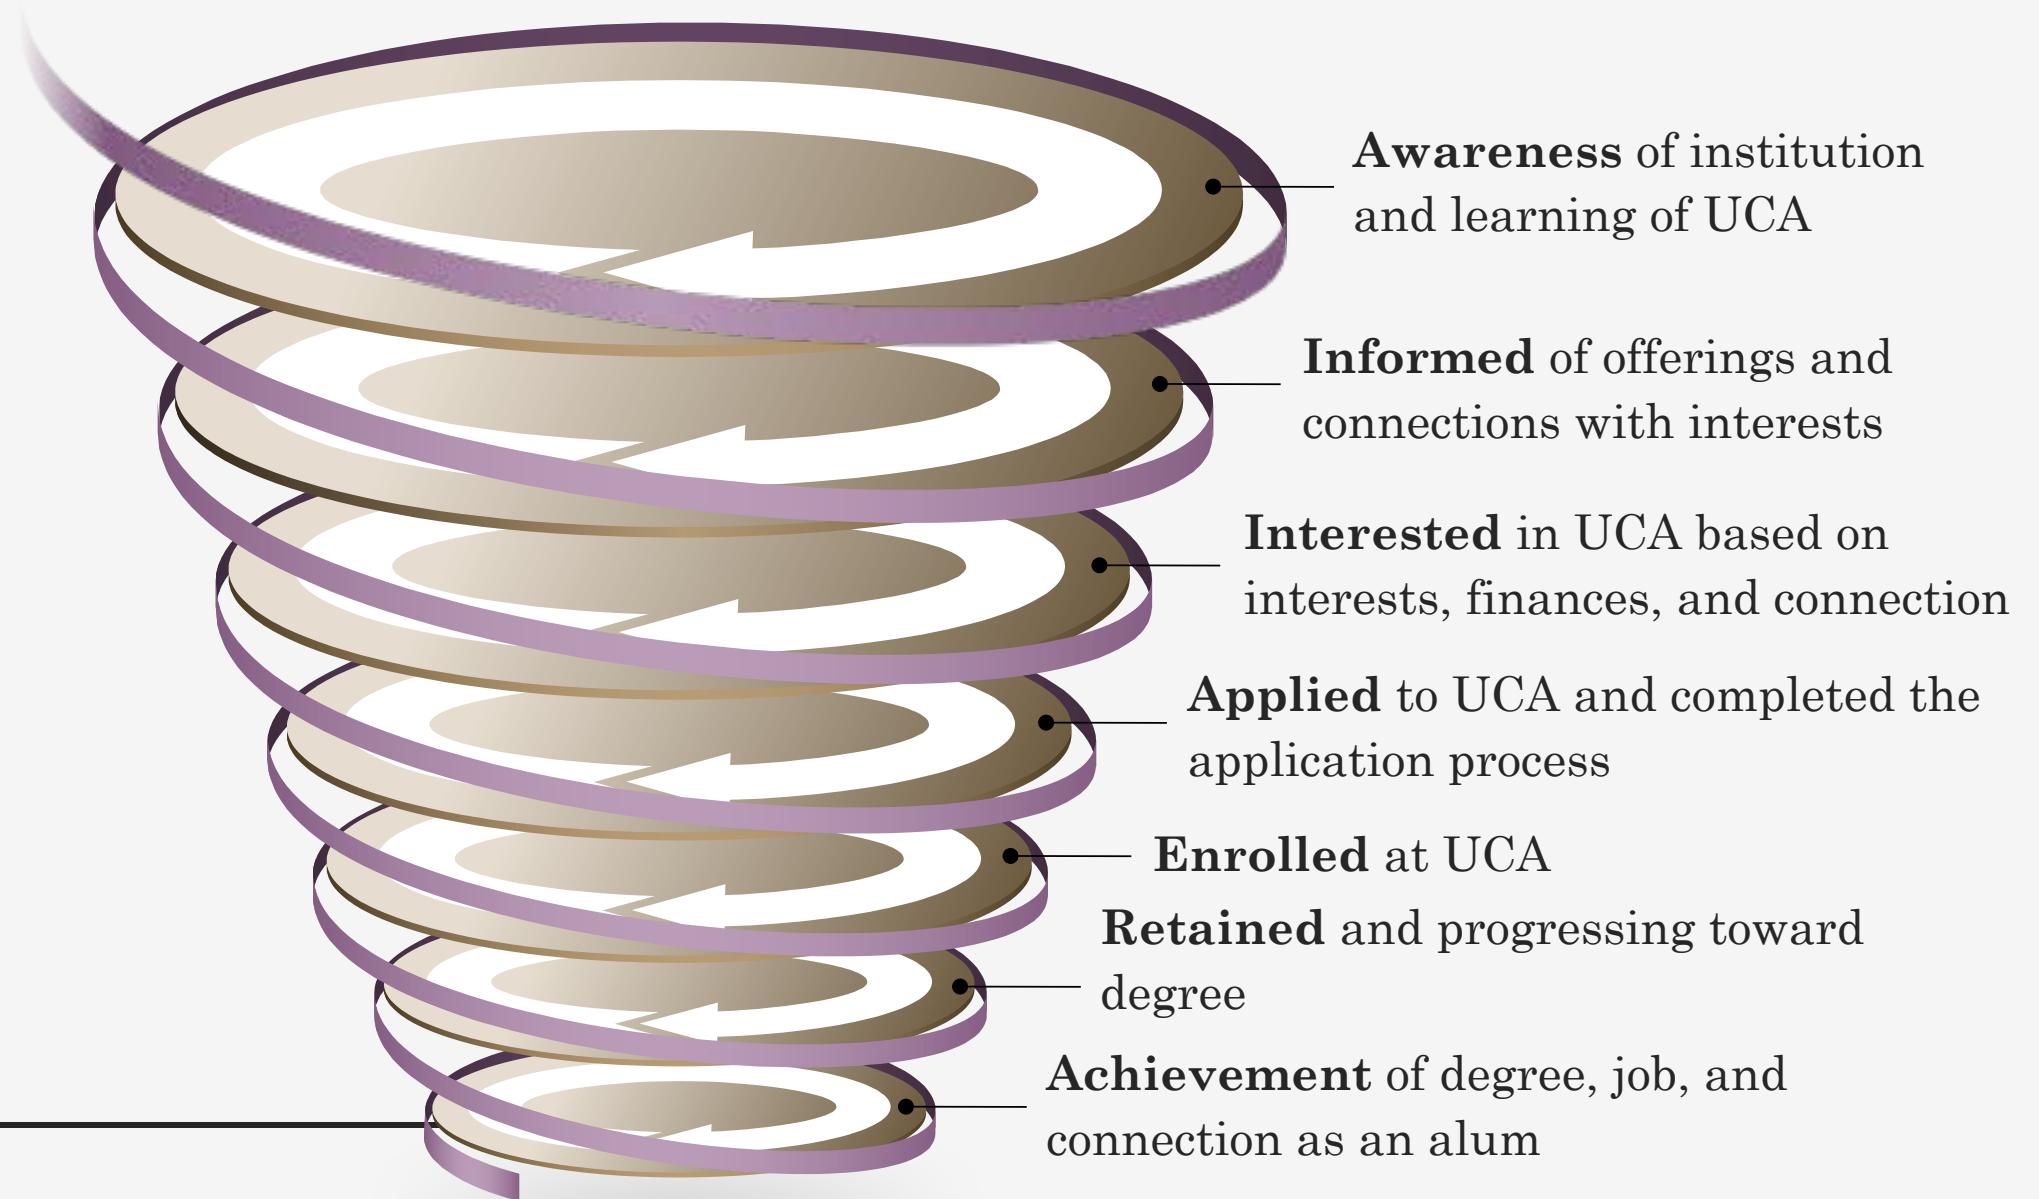 Awareness of institution
and learning of UCA
Informed of offerings and
connections with interests
Interested in UCA based on
interests, finances, and connection
Applied to UCA and completed the
application process
Enrolled at UCA
Retained and progressing toward
degree
Achievement of degree, job, and
connection as an alum